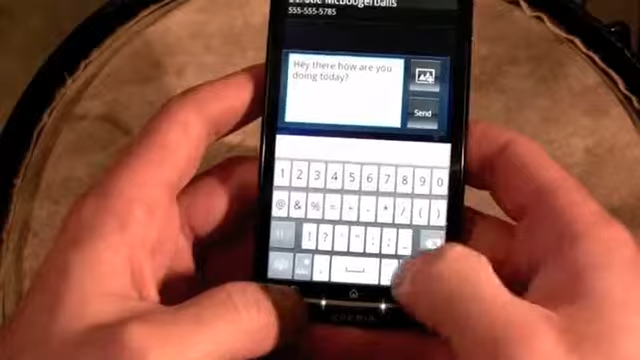 McBoogerballs
555-555-5785
Hey there how are you
doing today?
Send
1 2 3 4 5 6 7 8 9 0
@ & % = + - * / ( )
! ? ' " : ; , _
XPERIA